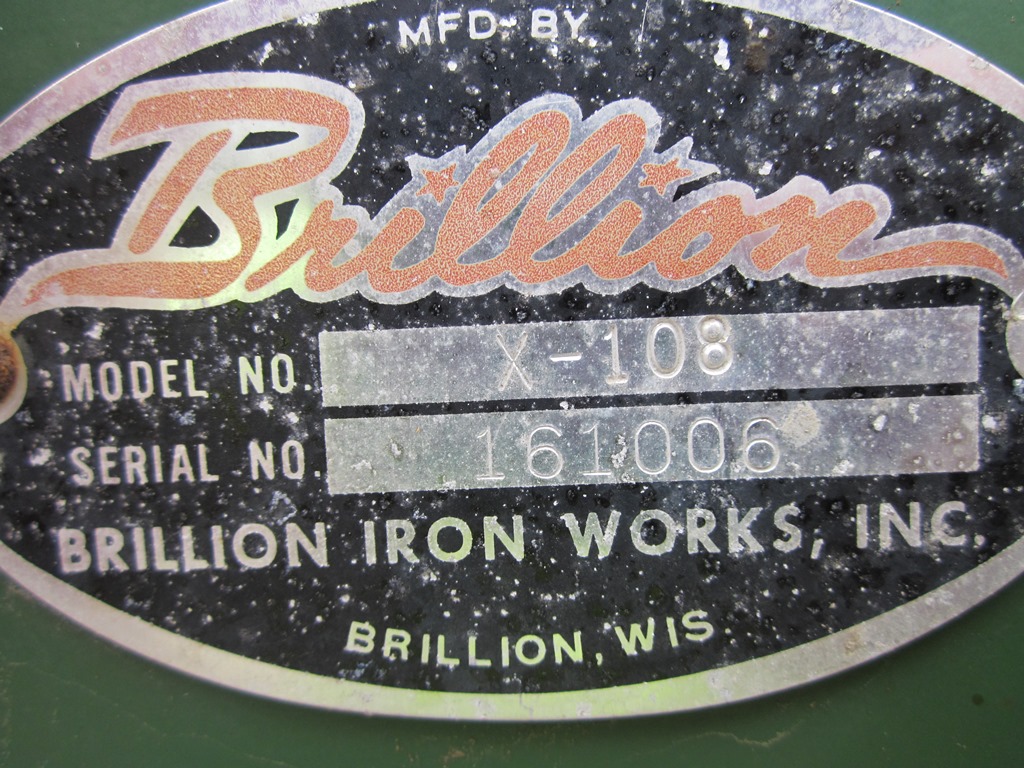 MFD BY
Brillion
MODEL NO. X-108
SERIAL NO. 161006
BRILLION IRON WORKS, INC.
BRILLION, WIS.